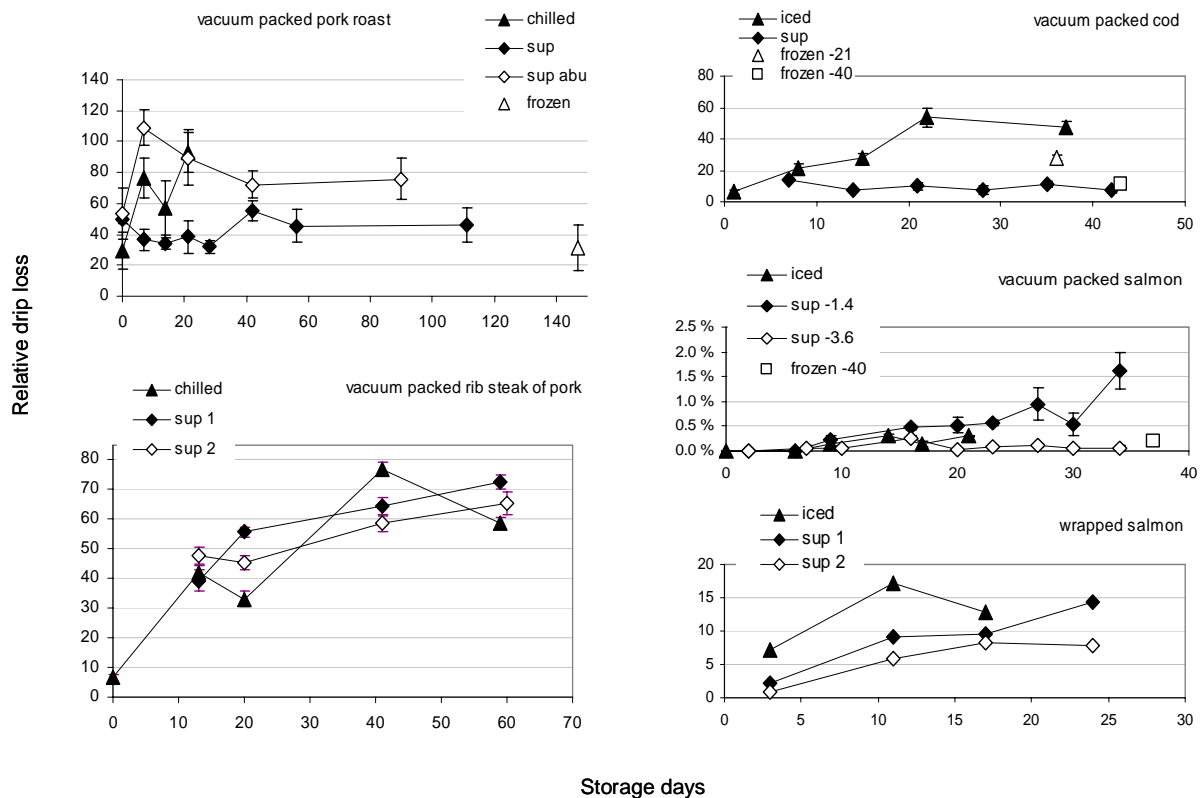 vacuum packed pork roast
chilled
sup
sup abu
frozen
140
120
100
80
60
40
20
0
0 20 40 60 80 100 120 140
vacuum packed rib steak of pork
chilled
sup 1
sup 2
80
70
60
50
40
30
20
10
0
0 10 20 30 40 50 60 70
vacuum packed cod
iced
sup
frozen -21
frozen -40
80
60
40
20
0
0 10 20 30 40 50
vacuum packed salmon
iced
sup -1.4
sup -3.6
frozen -40
2.5 %
2.0 %
1.5 %
1.0 %
0.5 %
0.0 %
0 10 20 30 40
wrapped salmon
iced
sup 1
sup 2
20
15
10
5
0
0 5 10 15 20 25 30
Relative drip loss
Storage days